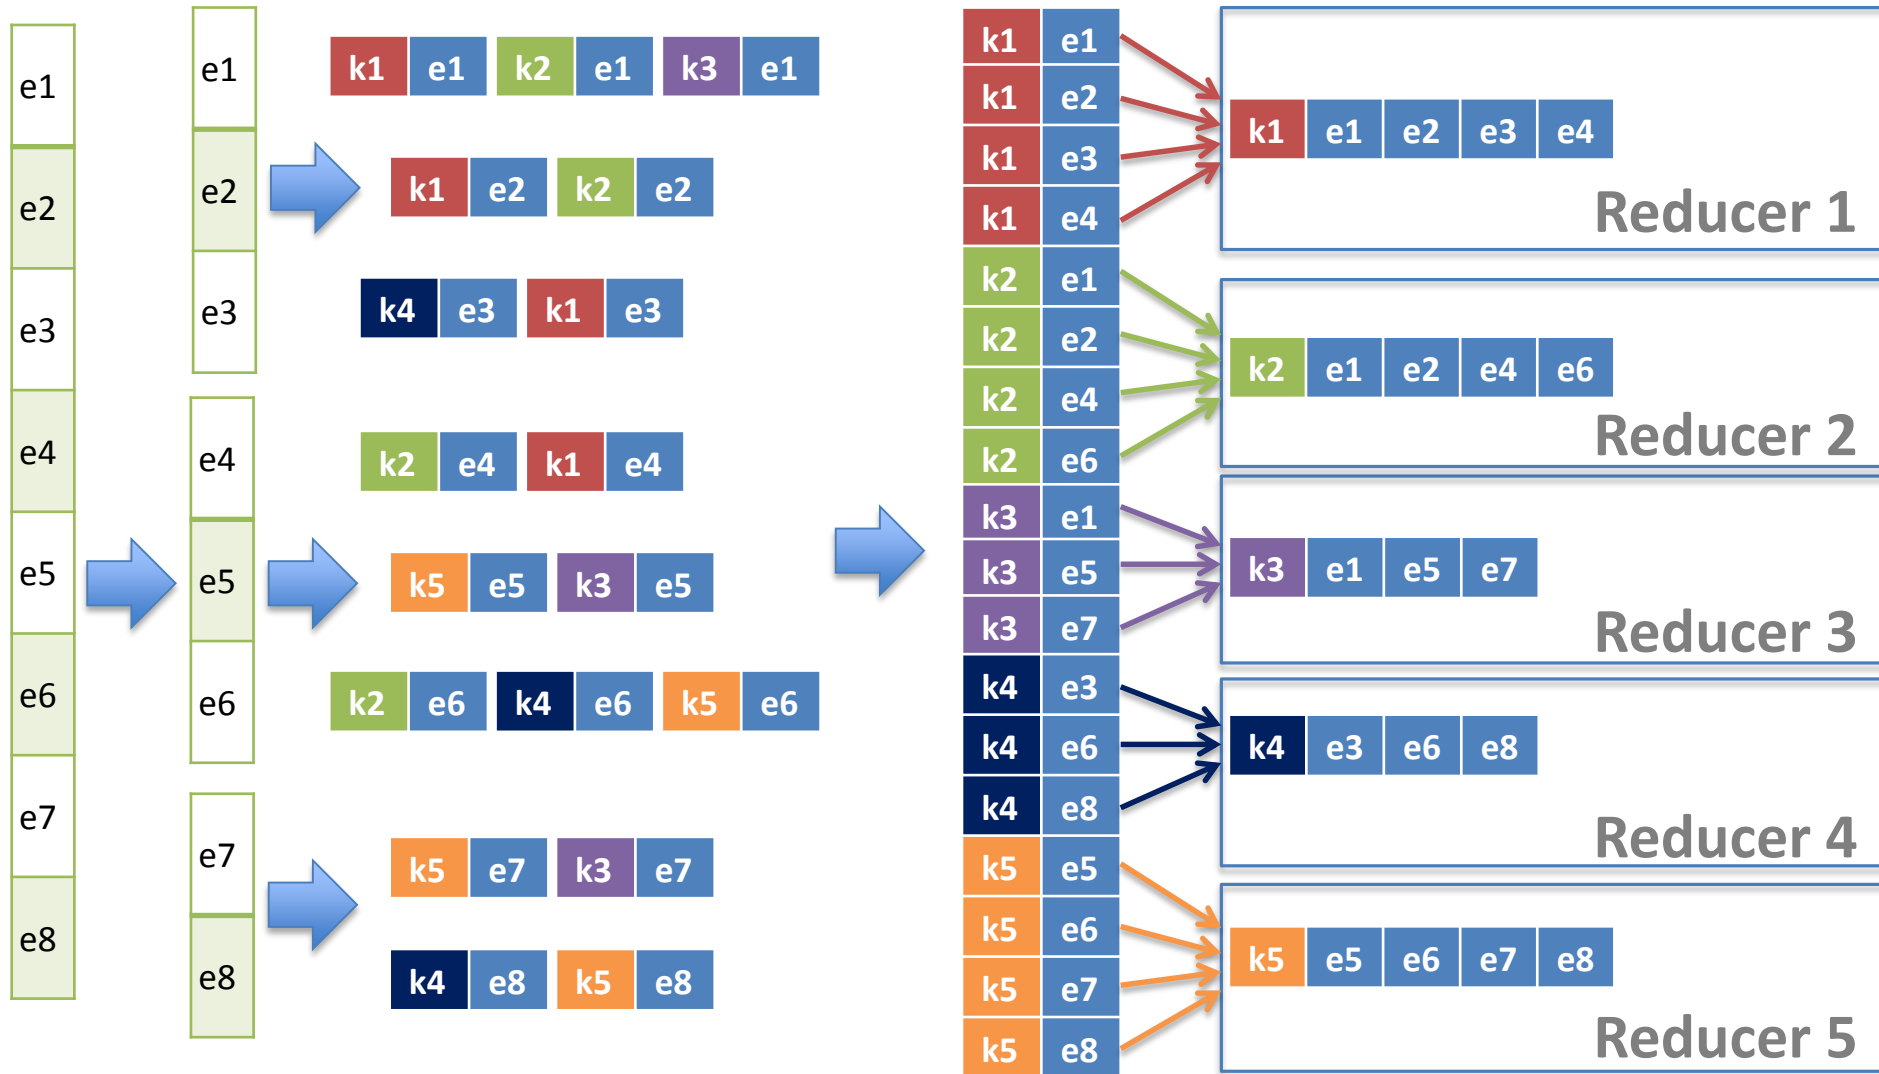 e1
e2
e3
e4
e5
e6
e7
e8
e1
e2
e3
e4
e5
e6
e7
e8
k1 e1 k2 e1 k3 e1
k1 e2 k2 e2
k4 e3 k1 e3
k2 e4 k1 e4
k5 e5 k3 e5
k2 e6 k4 e6 k5 e6
k5 e7 k3 e7
k4 e8 k5 e8
k1 e1
k1 e2
k1 e3
k1 e4
k2 e1
k2 e2
k2 e4
k2 e6
k3 e1
k3 e5
k3 e7
k4 e3
k4 e6
k4 e8
k5 e5
k5 e6
k5 e7
k5 e8
k1 e1 e2 e3 e4
Reducer 1
k2 e1 e2 e4 e6
Reducer 2
k3 e1 e5 e7
Reducer 3
k4 e3 e6 e8
Reducer 4
k5 e5 e6 e7 e8
Reducer 5